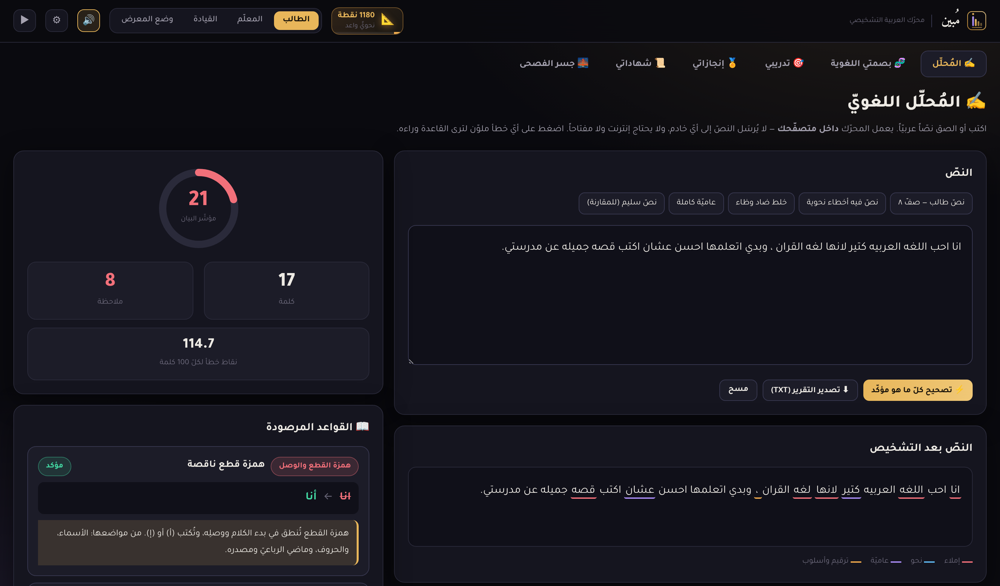 مُبين
محرّك العربية التشخيصي
1180 نقطة
نحويٌّ واعد
الطالب
المعلّم
القيادة
وضع المعرض
المُحلِّل
بصمتي اللغوية
تدريبي
إنجازاتي
شهاداتي
جسر الفصحى
المُحلِّل اللغويّ
اكتب أو الصق نصّاً عربيّاً. يعمل المحرّك داخل متصفّحك – لا يُرسَل النصّ إلى أيّ خادم، ولا يحتاج إنترنت ولا مفتاحاً. اضغط على أيّ خطأ ملوّن لترى القاعدة وراءه.
النصّ
نصّ طالب – صفّ ٨
نصّ فيه أخطاء نحوية
خلط ضاد وظاء
عاميّة كاملة
نصّ سليم (للمقارنة)
انا احب اللغه العربيه كتير لانها لغه القران ، وبدي اتعلمها احسن عشان اكتب قصه جميله عن مدرستي.
تصحيح كلّ ما هو مؤكّد
تصدير التقرير (TXT)
مسح
النصّ بعد التشخيص
انا احب اللغه العربيه كتير لانها لغه القران ، وبدي اتعلمها احسن عشان اكتب قصه جميله عن مدرستي.
إملاء
نحو
عاميّة
ترقيم وأسلوب
21
مؤشّر البيان
17
كلمة
8
ملاحظة
114.7
نقاط خطأ لكلّ 100 كلمة
القواعد المرصودة
همزة القطع والوصل
همزة قطع ناقصة
مؤكد
انا ← أنا
همزة القطع تُنطق في بدء الكلام ووصلِه، وتُكتب (أ) أو (إ). من مواضعها: الأسماء،
والحروف، وماضي الرباعيّ ومصدره.